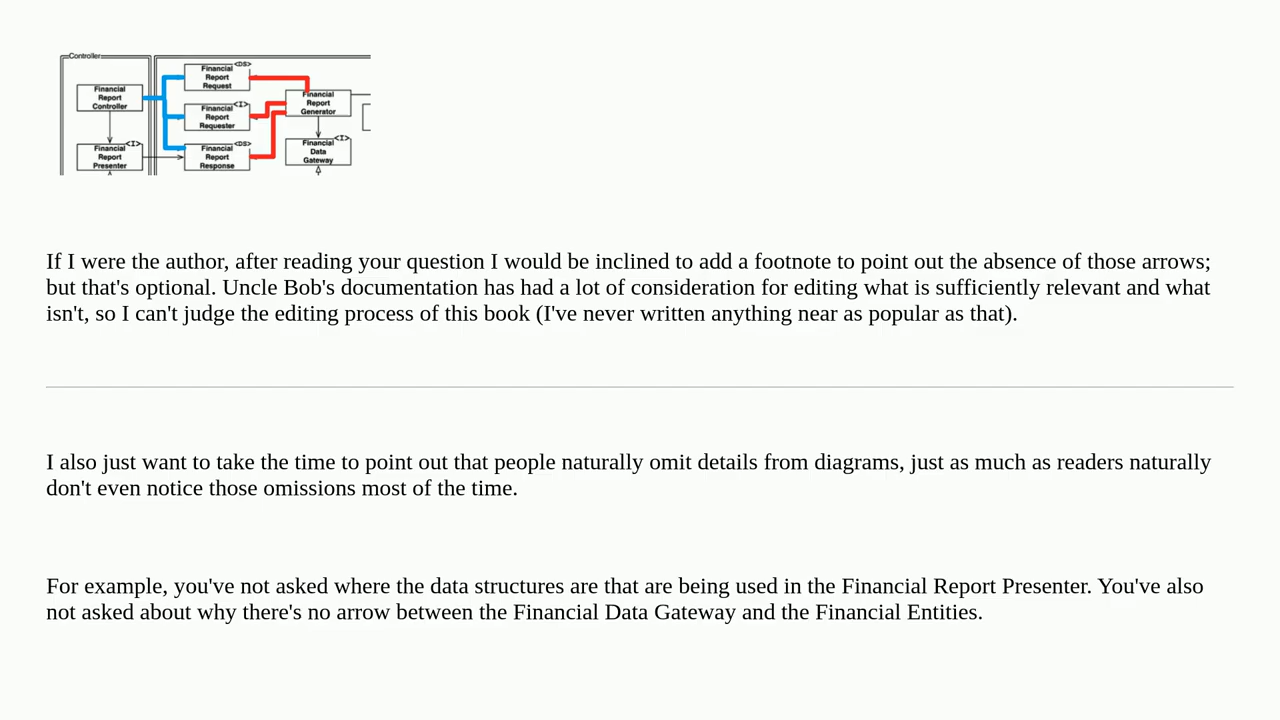 Controller
<DS>
Financial
Report
Request
Financial
Report
Controller
<I>
Financial
Report
Requester
Financial
Report
Generator
<I>
Financial
Report
Presenter
<DS>
Financial
Report
Response
<I>
Financial
Data
Gateway
If I were the author, after reading your question I would be inclined to add a footnote to point out the absence of those arrows;
but that's optional. Uncle Bob's documentation has had a lot of consideration for editing what is sufficiently relevant and what
isn't, so I can't judge the editing process of this book (I've never written anything near as popular as that).
I also just want to take the time to point out that people naturally omit details from diagrams, just as much as readers naturally
don't even notice those omissions most of the time.
For example, you've not asked where the data structures are that are being used in the Financial Report Presenter. You've also
not asked about why there's no arrow between the Financial Data Gateway and the Financial Entities.